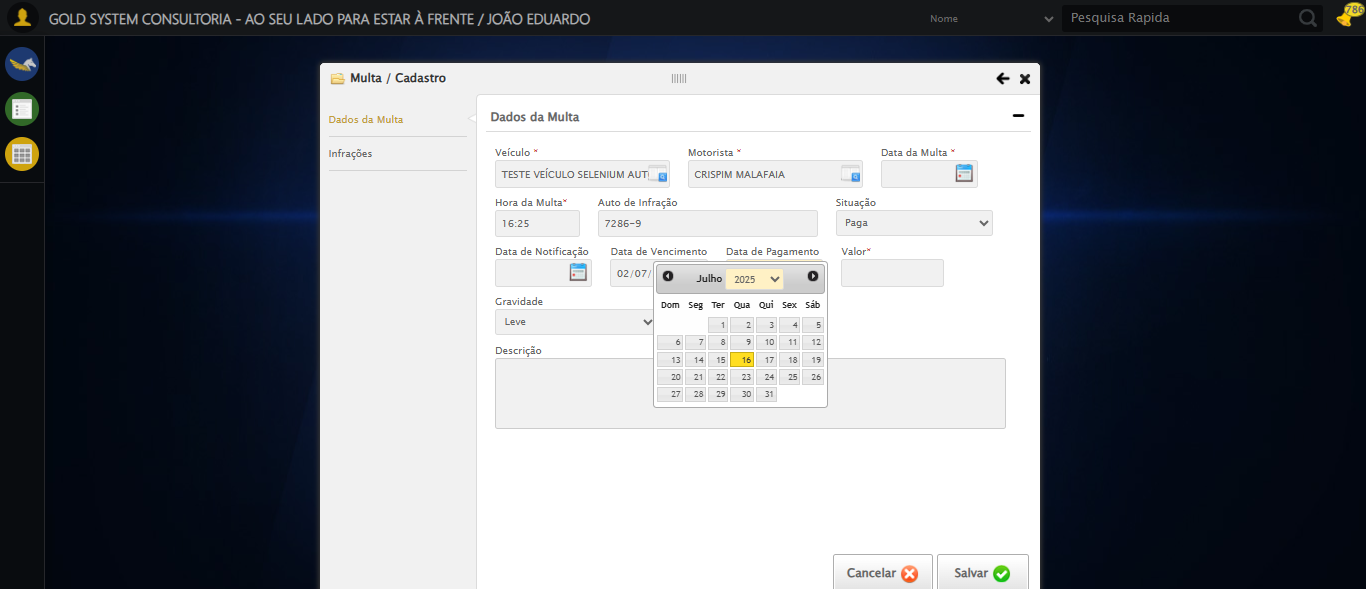 GOLD SYSTEM CONSULTORIA - AO SEU LADO PARA ESTAR À FRENTE / JOÃO EDUARDO
Nome
Pesquisa Rapida
786
Multa / Cadastro
Dados da Multa
Infrações
Dados da Multa
Veículo * Motorista * Data da Multa *
TESTE VEÍCULO SELENIUM AUT CRISPIM MALAFAIA
Hora da Multa* Auto de Infração Situação
16:25 7286-9 Paga
Data de Notificação Data de Vencimento Data de Pagamento Valor*
02/07/
Julho 2025
Dom Seg Ter Qua Qui Sex Sáb
1 2 3 4 5
6 7 8 9 10 11 12
13 14 15 16 17 18 19
20 21 22 23 24 25 26
27 28 29 30 31
Gravidade
Leve
Descrição
Cancelar Salvar